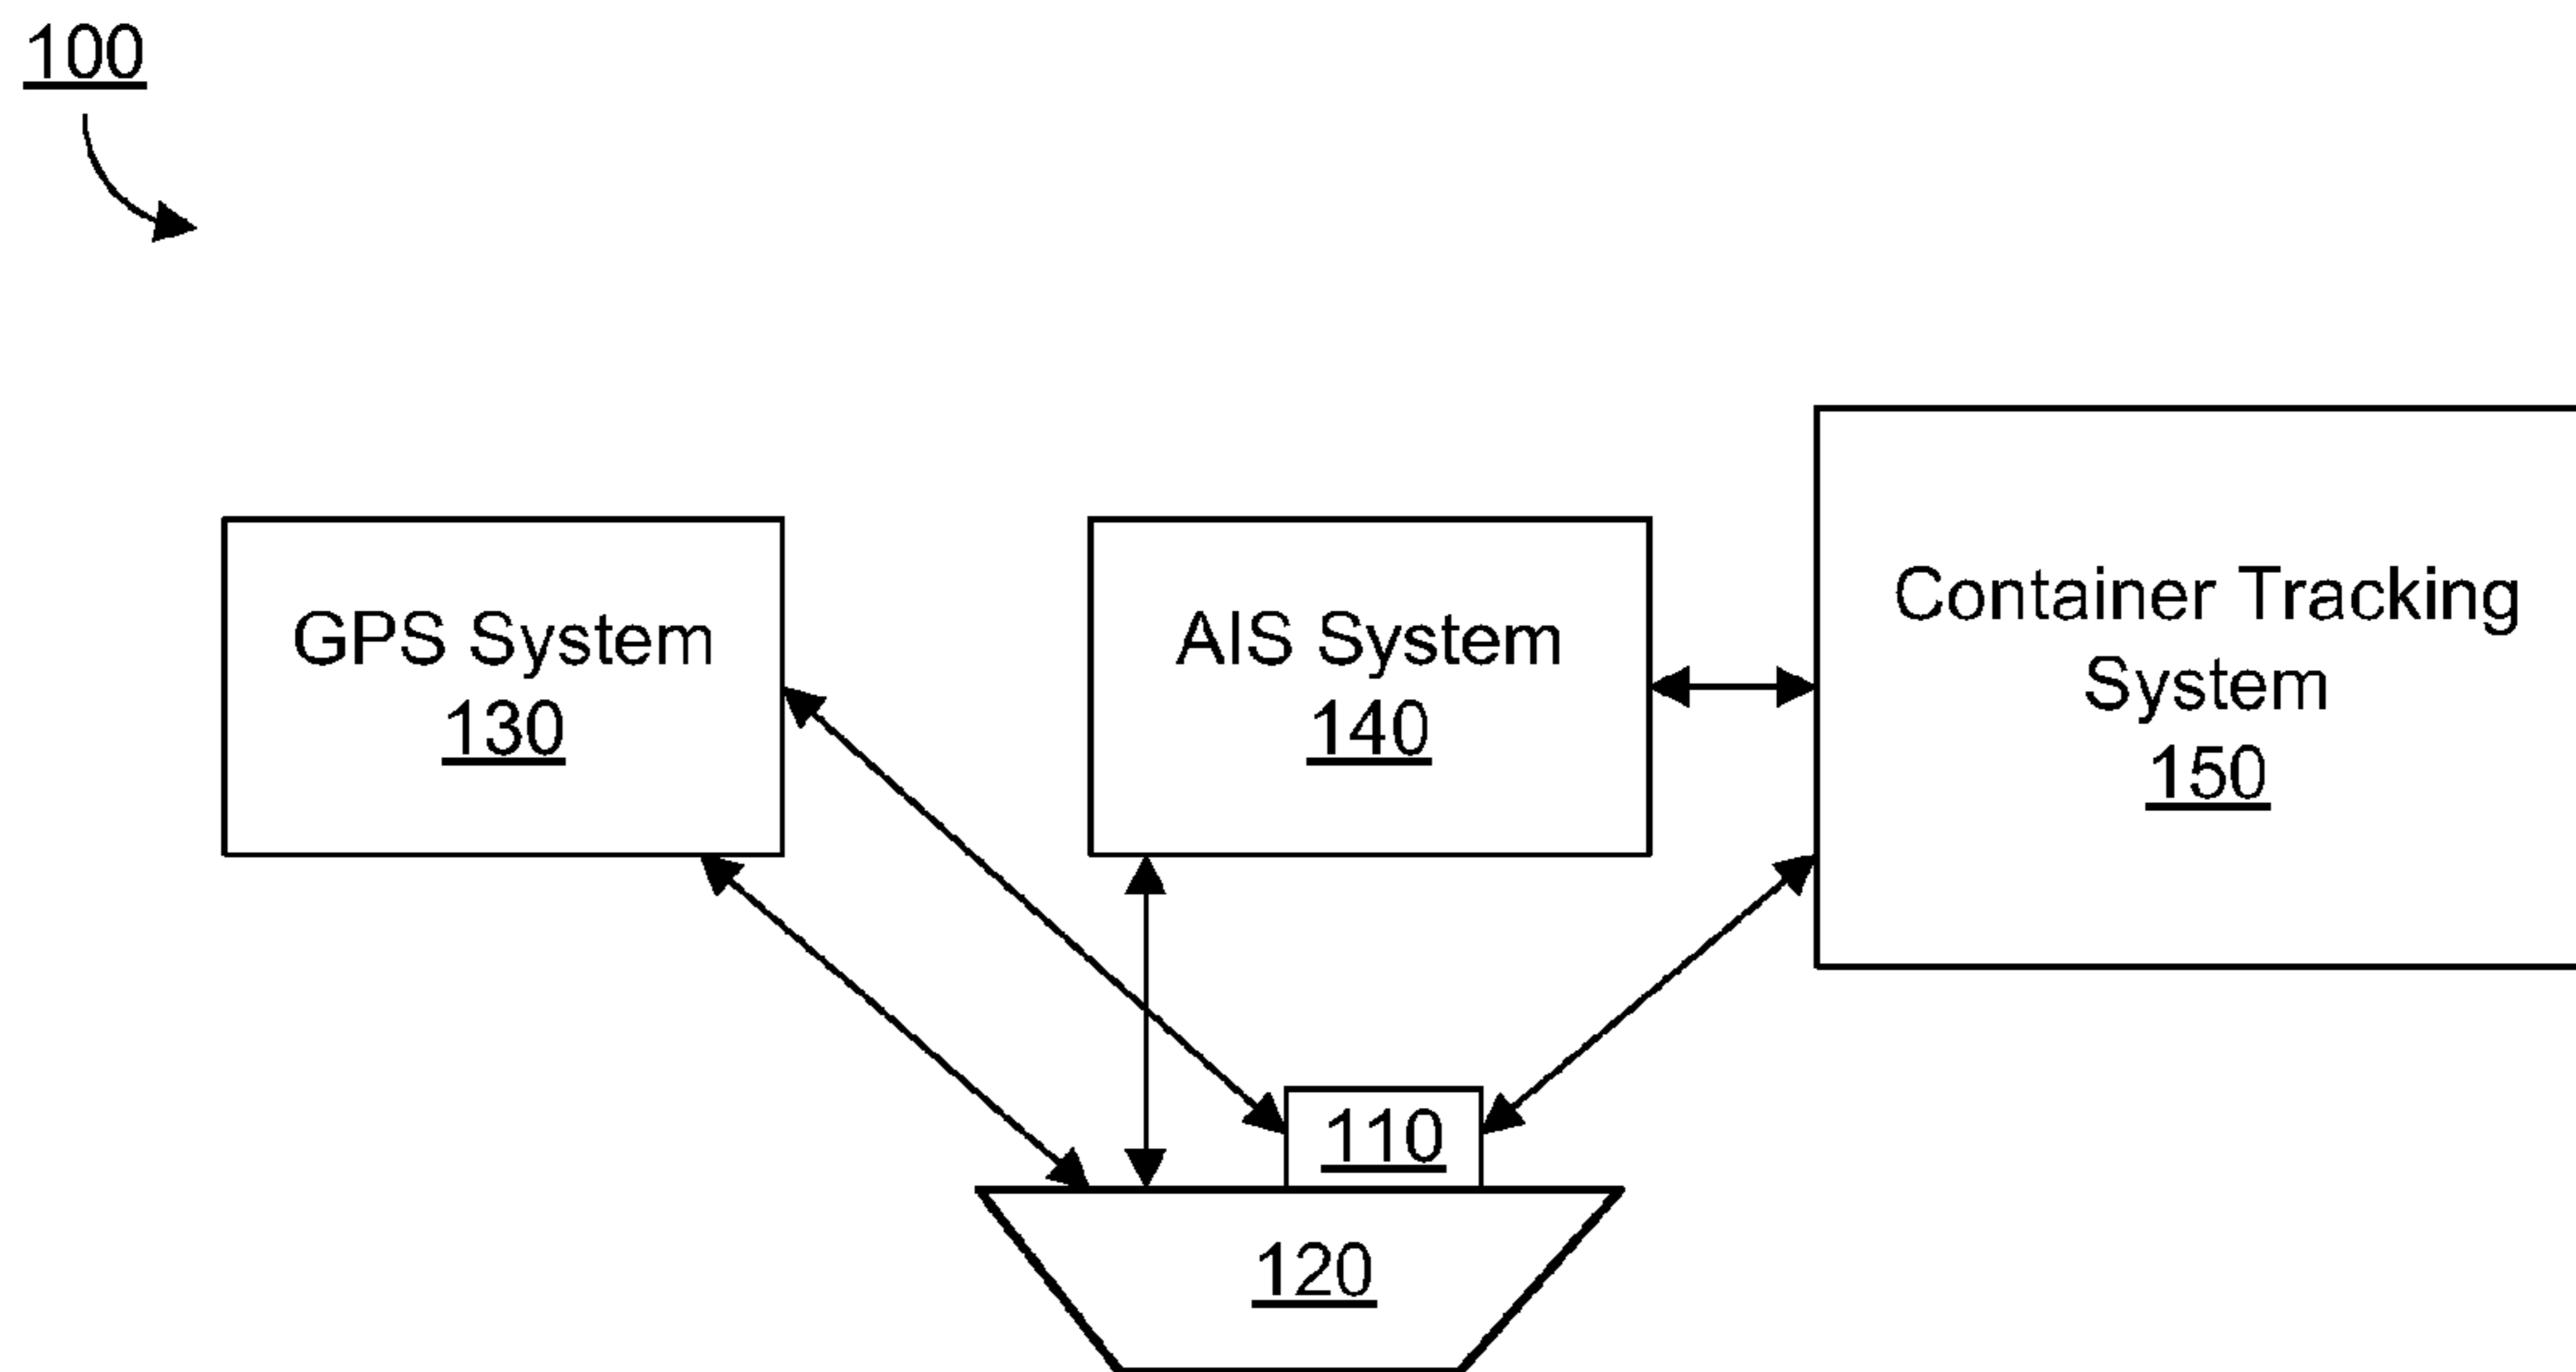 100
GPS System
130
AIS System
140
Container Tracking
System
150
110
120